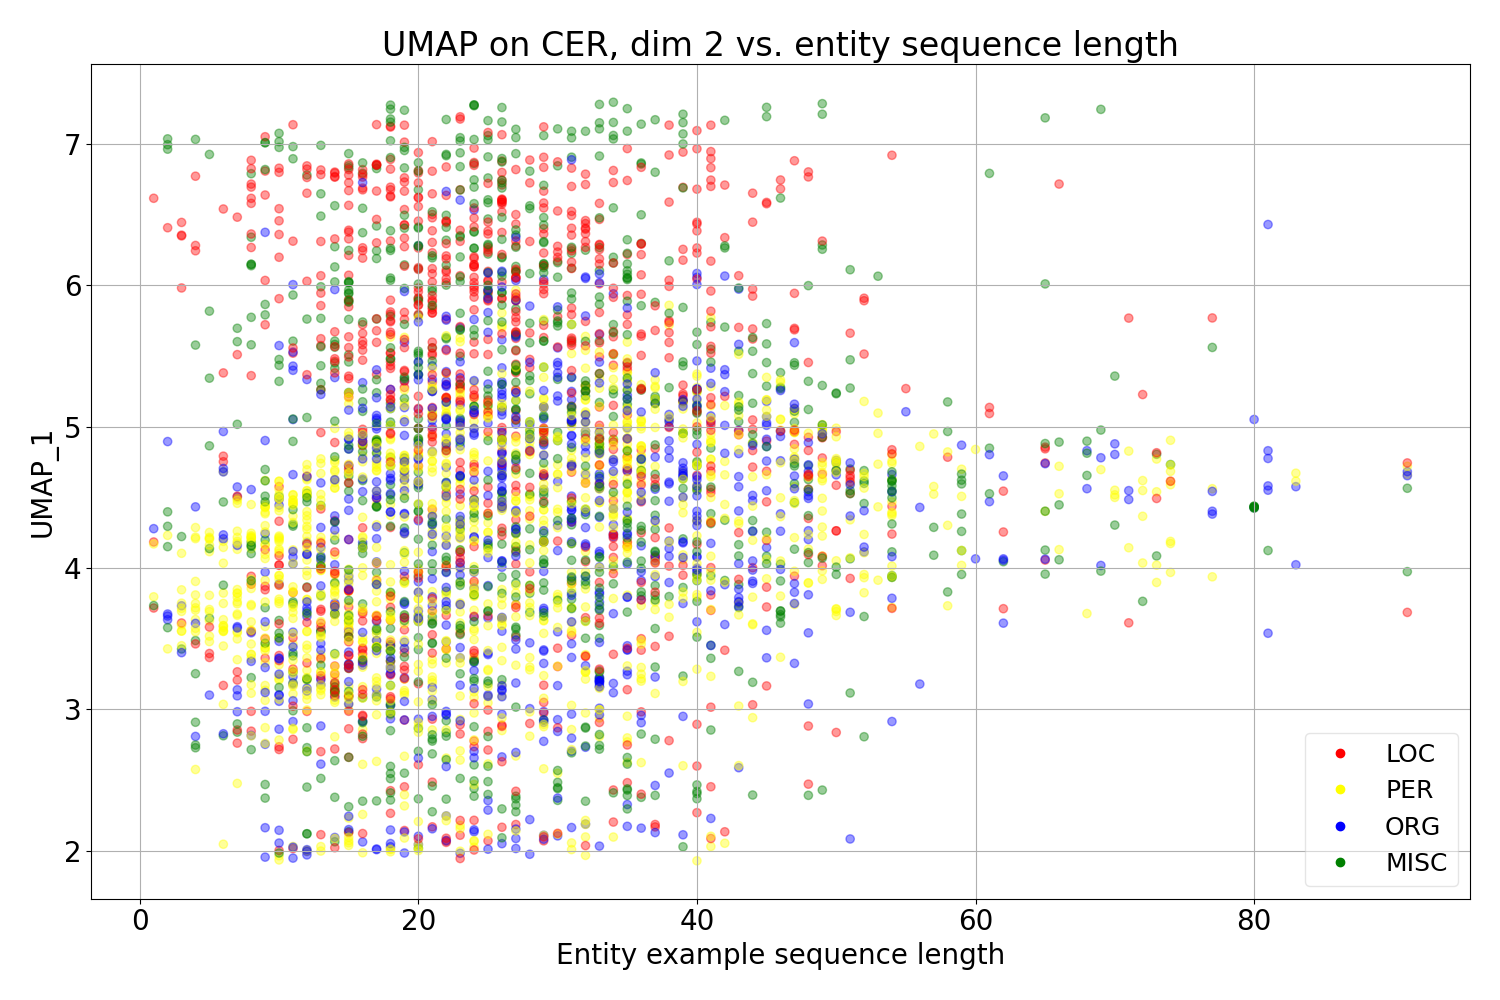 UMAP on CER, dim 2 vs. entity sequence length
UMAP_1
7
6
5
4
3
2
0 20 40 60 80
Entity example sequence length
LOC
PER
ORG
MISC